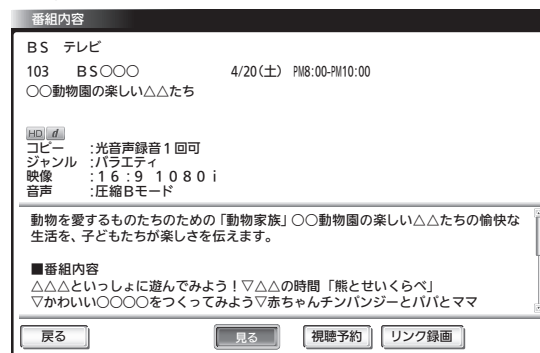 番組内容
BS テレビ
103 BS○○○ 4/20(土) PM8:00-PM10:00
○○動物園の楽しい△△たち
HD d
コピー :光音声録音1回可
ジャンル :バラエティ
映像 :16:9 1080i
音声 :圧縮Bモード
動物を愛するものたちのための「動物家族」○○動物園の楽しい△△たちの愉快な
生活を、子どもたちが楽しさを伝えます。
■番組内容
△△△といっしょに遊んでみよう!▽△△の時間「熊とせいくらべ」
▽かわいい○○○○をつくってみよう▽赤ちゃんチンパンジーとパパとママ
戻る 見る 視聴予約 リンク録画